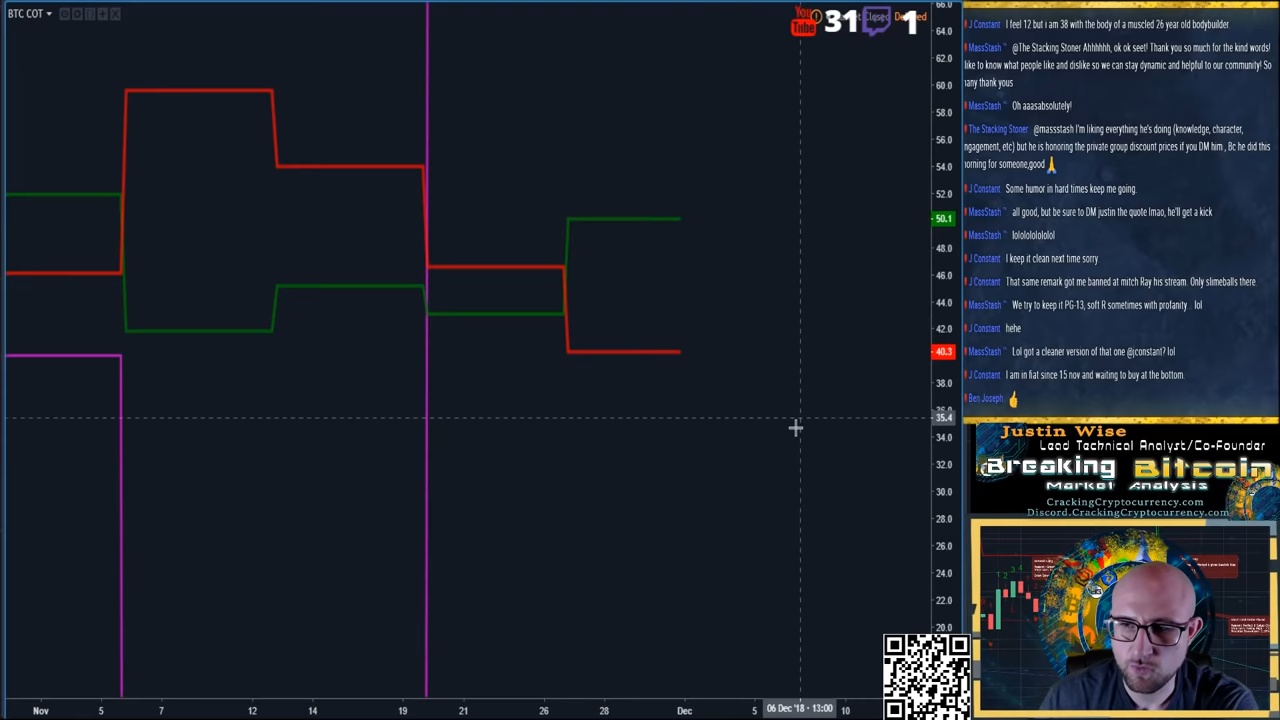 BTC COT
You Tube 31 1
Closed
66.0
64.0
62.0
60.0
58.0
56.0
54.0
52.0
50.1
48.0
46.0
44.0
42.0
40.3
38.0
36.0
35.4
34.0
32.0
30.0
28.0
26.0
24.0
22.0
20.0
Nov
7
12
14
19
21
26
28
Dec
5
06 Dec '18 - 13:00
10
J Constant I feel 12 but i am 38 with the body of a muscled 26 year old bodybuilder.
MassStash @The Stacking Stoner Ahhhhhh, ok ok seet! Thank you so much for the kind words!
like to know what people like and dislike so we can stay dynamic and helpful to our community! So
any thank yous
MassStash Oh aaasabsolutely!
The Stacking Stoner @massstash I'm liking everything he's doing (knowledge, character,
ngagement, etc) but he is honoring the private group discount prices if you DM him , Bc he did this
orning for someone,good 🙏
J Constant Some humor in hard times keep me going.
MassStash all good, but be sure to DM justin the quote lmao, he'll get a kick
MassStash lolololololol
J Constant I keep it clean next time sorry
J Constant That same remark got me banned at mitch Ray his stream. Only slimeballs there.
MassStash We try to keep it PG-13, soft R sometimes with profanity . . lol
J Constant hehe
MassStash Lol got a cleaner version of that one @jconstant? lol
J Constant I am in fiat since 15 nov and waiting to buy at the bottom.
Ben Joseph 👍
Justin Wise
Lead Technical Analyst/Co-Founder
Breaking Bitcoin
Market Analysis
CrackingCryptocurrency.com
Discord.CrackingCryptocurrency.com
1 2 3 4